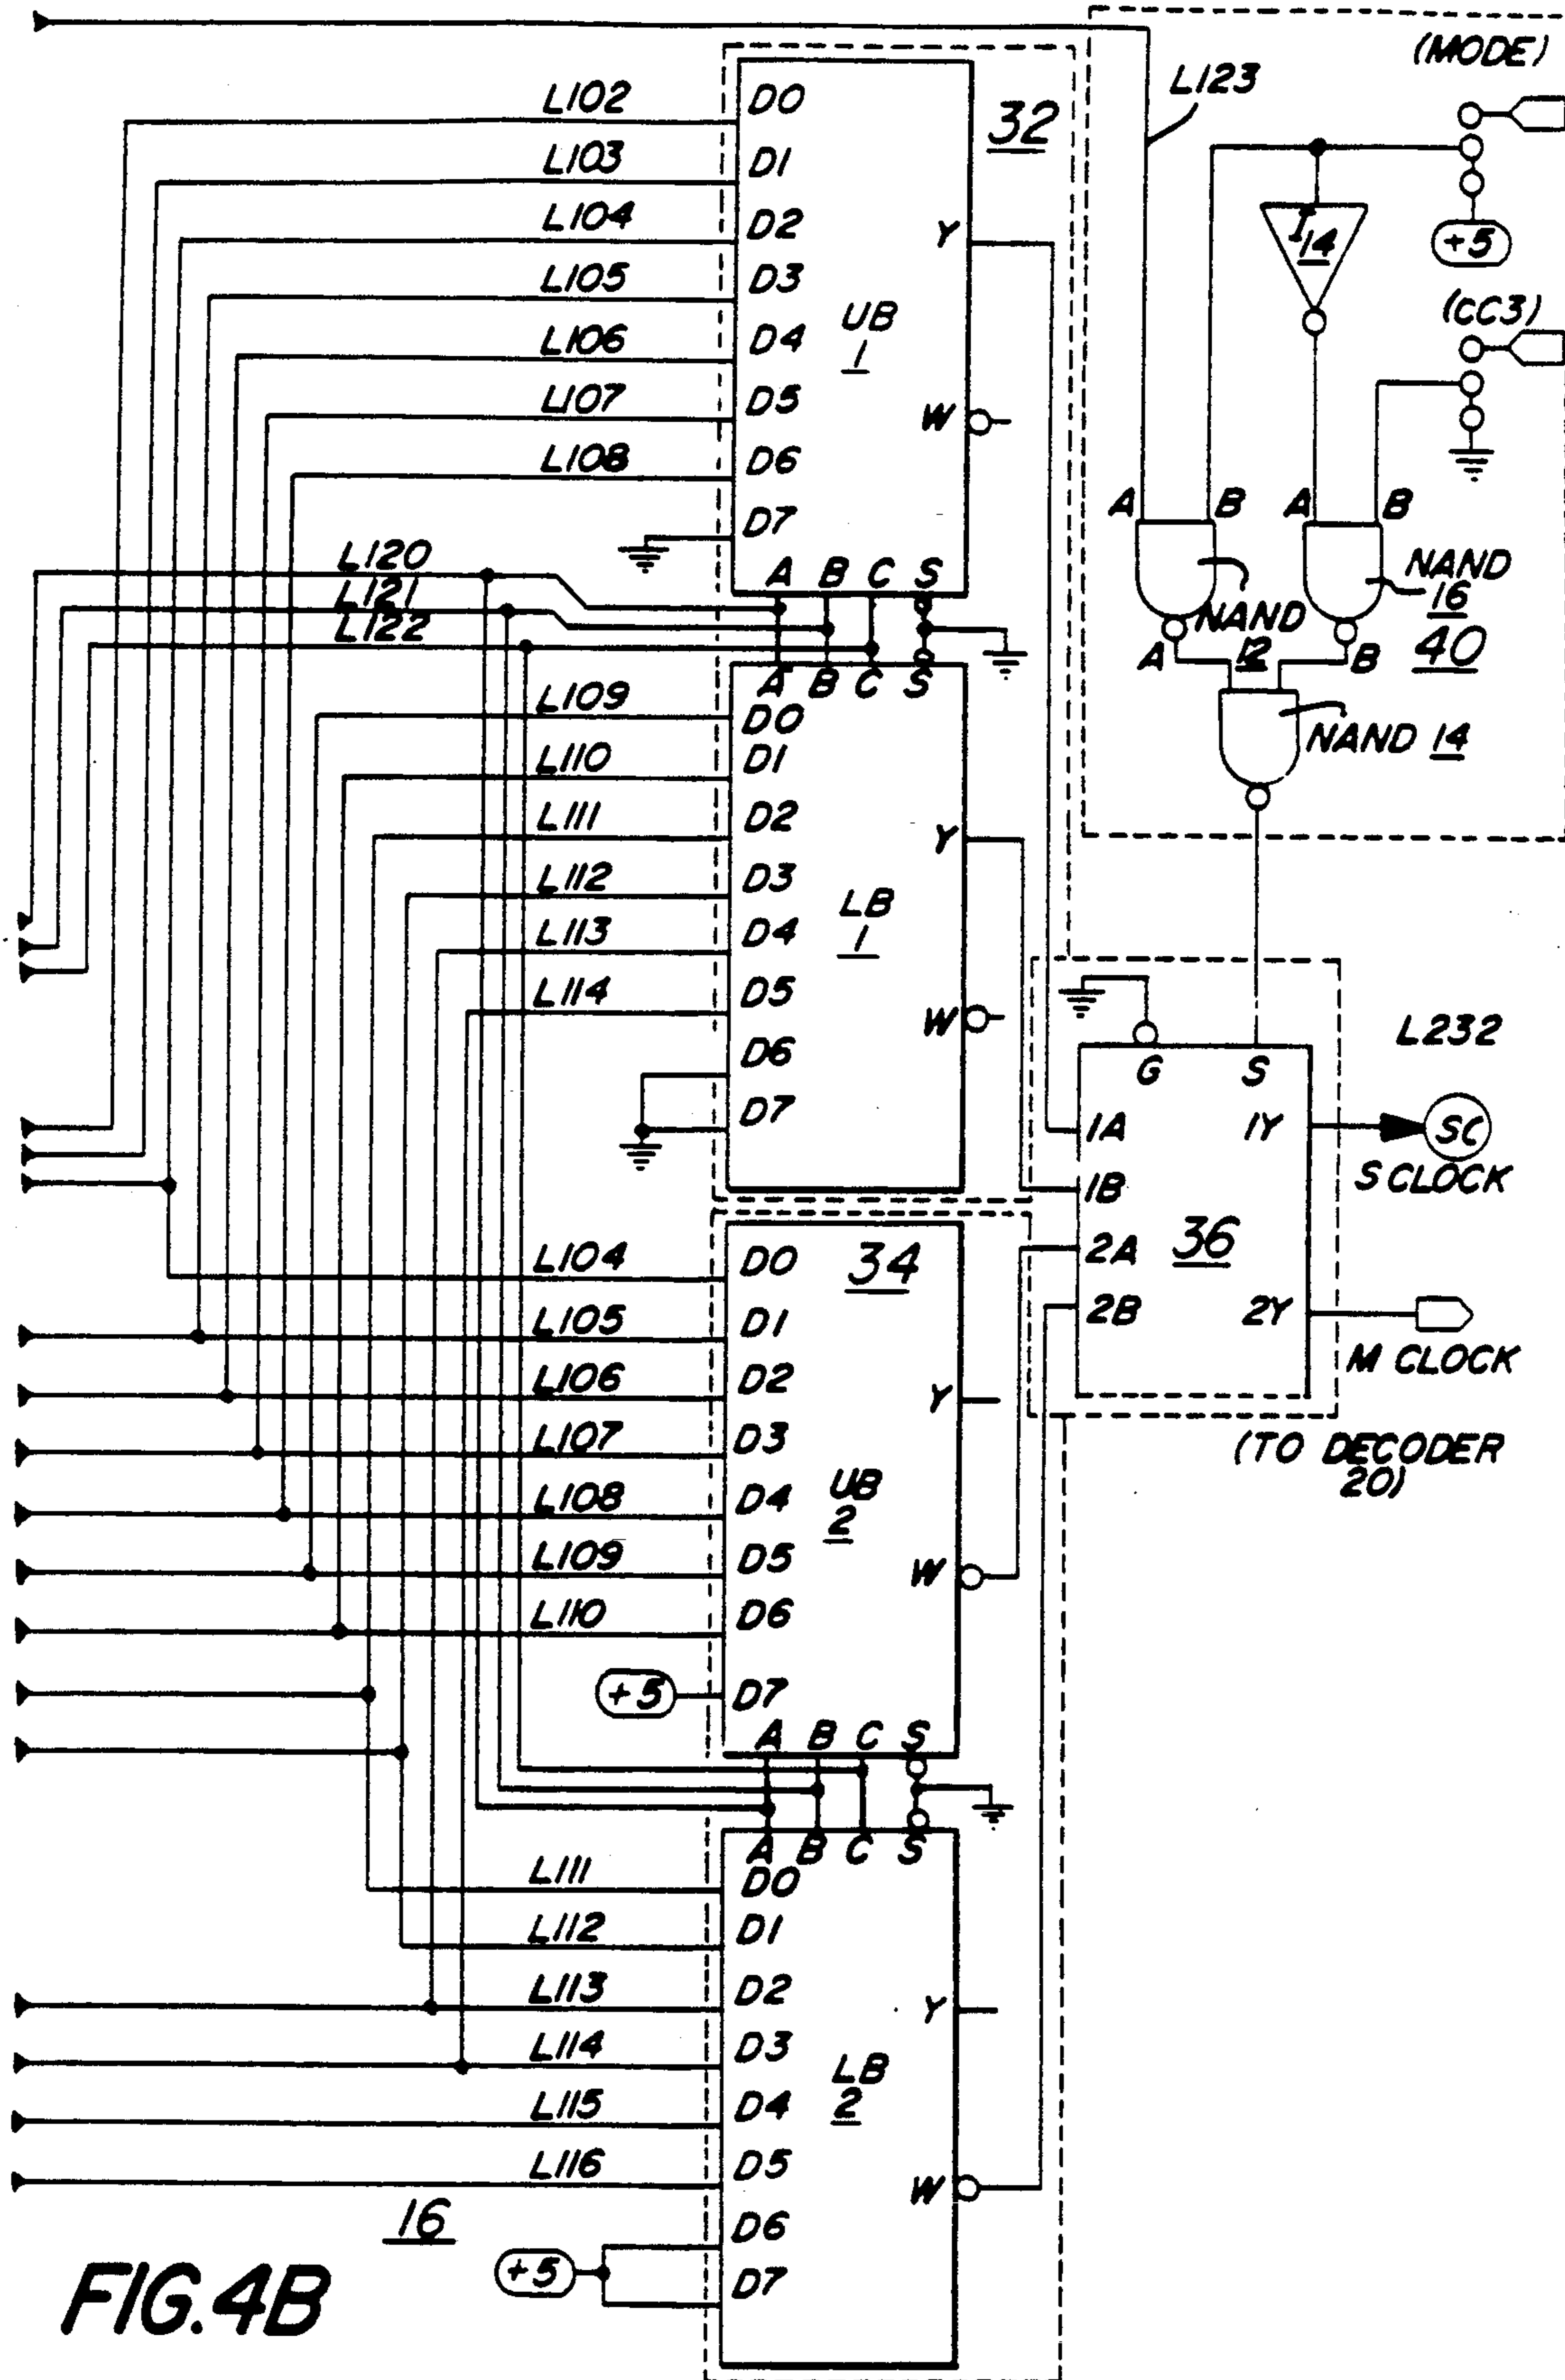 (MODE)
L123
32
L102
D0
L103
D1
L104
D2
Y
I 14
+5
L105
D3
UB
1
(CC3)
L106
D4
L107
D5
W
L108
D6
A B A B
D7
NAND
16
L120
A B C S
L121
NAND
12
L122
A B
40
A B C S
L109
D0
NAND 14
L110
D1
L111
D2
Y
L112
D3
LB
1
L113
D4
L114
D5
W
L232
D6
G S
D7
1A 1Y
SC
S CLOCK
1B
36
34
L104
D0
2A
L105
D1
2B 2Y
M CLOCK
L106
D2
Y
L107
D3
(TO DECODER
20)
L108
D4
UB
2
L109
D5
W
L110
D6
+5
D7
A B C S
A B C S
L111
D0
L112
D1
L113
D2
Y
L114
D3
LB
2
L115
D4
L116
D5
W
16
D6
+5
D7
FIG.4B